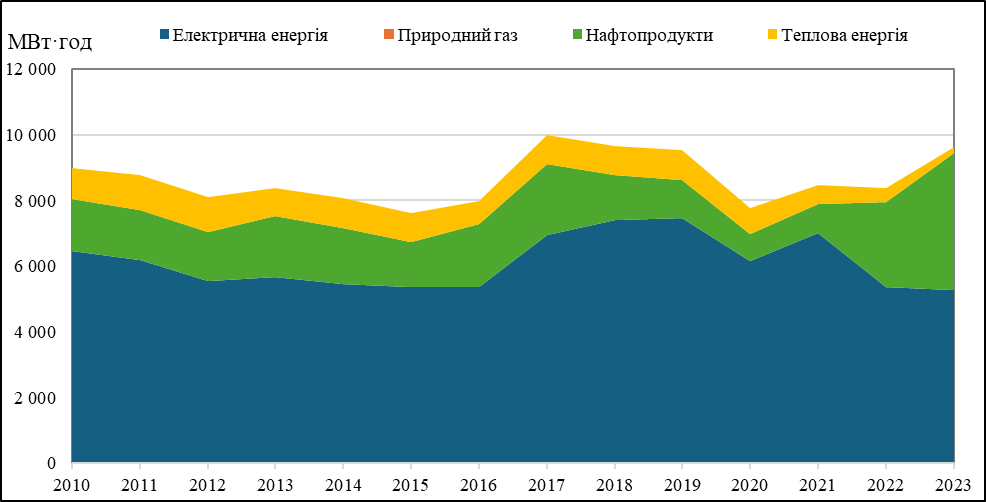 МВт·год
Електрична енергія Природний газ Нафтопродукти Теплова енергія
12 000
10 000
8 000
6 000
4 000
2 000
0
2010 2011 2012 2013 2014 2015 2016 2017 2018 2019 2020 2021 2022 2023